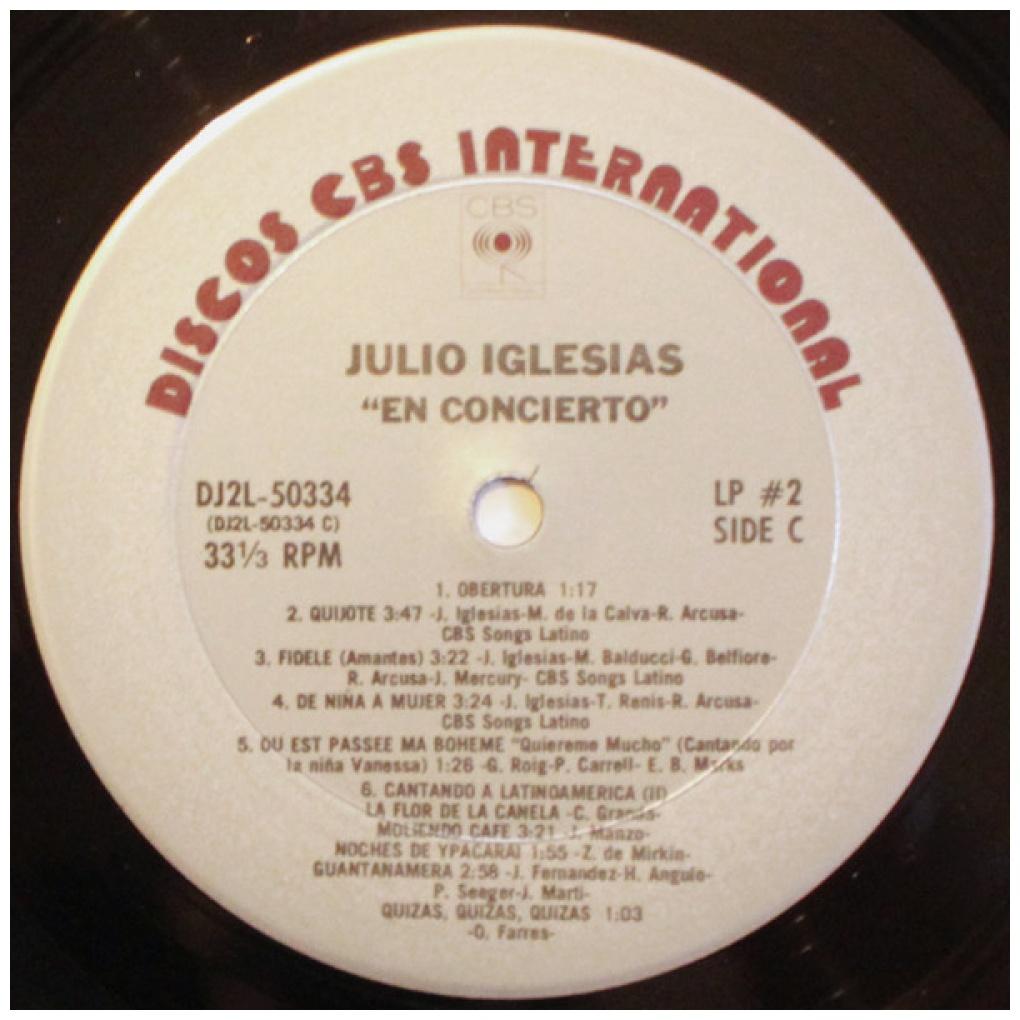 DISCOS CBS INTERNATIONAL
CBS
JULIO IGLESIAS
"EN CONCIERTO"
DJ2L-50334
(DJ2L-50334 C)
33⅓ RPM
LP #2
SIDE C
1. OBERTURA 1:17
2. QUIJOTE 3:47 -J. Iglesias-M. de la Calva-R. Arcusa-
CBS Songs Latino
3. FIDELE (Amantes) 3:22 -J. Iglesias-M. Balducci-G. Belfiore-
R. Arcusa-J. Mercury- CBS Songs Latino
4. DE NIÑA A MUJER 3:24 -J. Iglesias-T. Renis-R. Arcusa-
CBS Songs Latino
5. OU EST PASSEE MA BOHEME "Quiereme Mucho" (Cantando por
la niña Vanessa) 1:26 -G. Roig-P. Carrell- E. B. Marks
6. CANTANDO A LATINOAMERICA (II)
LA FLOR DE LA CANELA -C. Granda-
MOLIENDO CAFE 3:21 -J. Manzo-
NOCHES DE YPACARAI 1:55 -Z. de Mirkin-
GUANTANAMERA 2:58 -J. Fernandez-H. Angulo-
P. Seeger-J. Marti-
QUIZAS, QUIZAS, QUIZAS 1:03
-O. Farres-